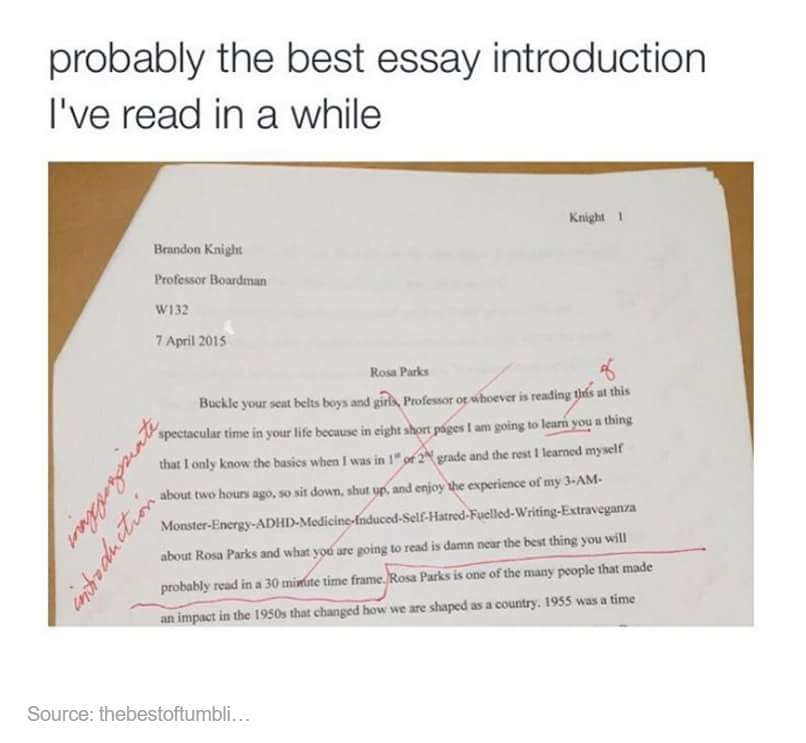 probably the best essay introduction
I've read in a while
Knight 1
Brandon Knight
Professor Boardman
W132
7 April 2015
Rosa Parks
Buckle your seat belts boys and girls, Professor or whoever is reading this at this
spectacular time in your life because in eight short pages I am going to learn you a thing
that I only know the basics when I was in 1st or 2nd grade and the rest I learned myself
about two hours ago, so sit down, shut up, and enjoy the experience of my 3-AM-
Monster-Energy-ADHD-Medicine-Induced-Self-Hatred-Fuelled-Writing-Extraveganza
about Rosa Parks and what you are going to read is damn near the best thing you will
probably read in a 30 minute time frame. Rosa Parks is one of the many people that made
an impact in the 1950s that changed how we are shaped as a country. 1955 was a time
inappropriate
introduction
Source: thebestoftumbli…